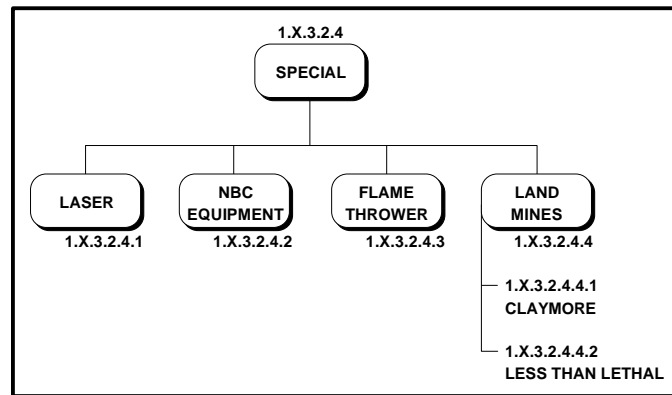 1.X.3.2.4
SPECIAL
LASER
NBC
EQUIPMENT
FLAME
THROWER
LAND
MINES
1.X.3.2.4.1
1.X.3.2.4.2
1.X.3.2.4.3
1.X.3.2.4.4
1.X.3.2.4.4.1
CLAYMORE
1.X.3.2.4.4.2
LESS THAN LETHAL